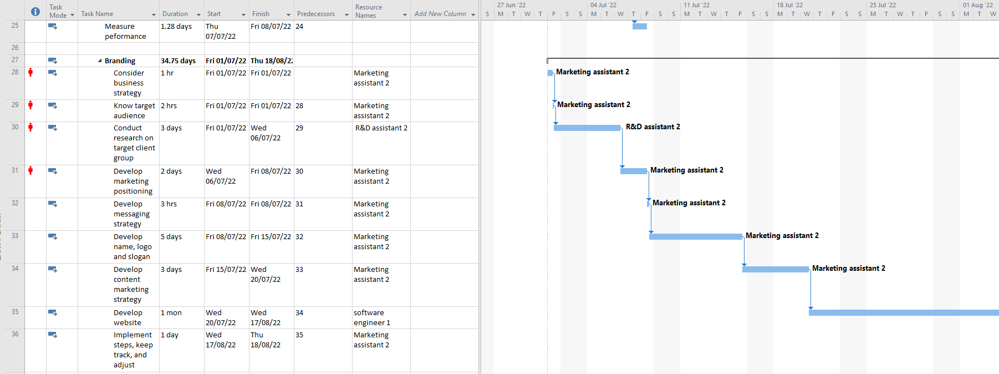 Task Mode Task Name Duration Start Finish Predecessors Resource Names Add New Column
27 Jun '22 04 Jul '22 11 Jul '22 18 Jul '22 25 Jul '22 01 Aug '22
S M T W T F S S M T W T F S S M T W T F S S M T W T F S S M T W T F S S M T W
25 Measure peformance 1.28 days Thu 07/07/22 Fri 08/07/22 24
26
27 Branding 34.75 days Fri 01/07/22 Thu 18/08/22
28 Consider business strategy 1 hr Fri 01/07/22 Fri 01/07/22 Marketing assistant 2 Marketing assistant 2
29 Know target audience 2 hrs Fri 01/07/22 Fri 01/07/22 28 Marketing assistant 2 Marketing assistant 2
30 Conduct research on target client group 3 days Fri 01/07/22 Wed 06/07/22 29 R&D assistant 2 R&D assistant 2
31 Develop marketing positioning 2 days Wed 06/07/22 Fri 08/07/22 30 Marketing assistant 2 Marketing assistant 2
32 Develop messaging strategy 3 hrs Fri 08/07/22 Fri 08/07/22 31 Marketing assistant 2 Marketing assistant 2
33 Develop name, logo and slogan 5 days Fri 08/07/22 Fri 15/07/22 32 Marketing assistant 2 Marketing assistant 2
34 Develop content marketing strategy 3 days Fri 15/07/22 Wed 20/07/22 33 Marketing assistant 2 Marketing assistant 2
35 Develop website 1 mon Wed 20/07/22 Wed 17/08/22 34 software engineer 1
36 Implement steps, keep track, and adjust 1 day Wed 17/08/22 Thu 18/08/22 35 Marketing assistant 2